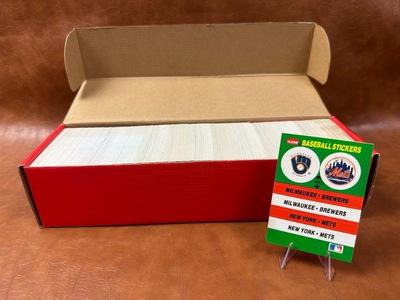 FLEER
BASEBALL STICKERS
Mets
MILWAUKEE • BREWERS
MILWAUKEE • BREWERS
NEW YORK • METS
NEW YORK • METS